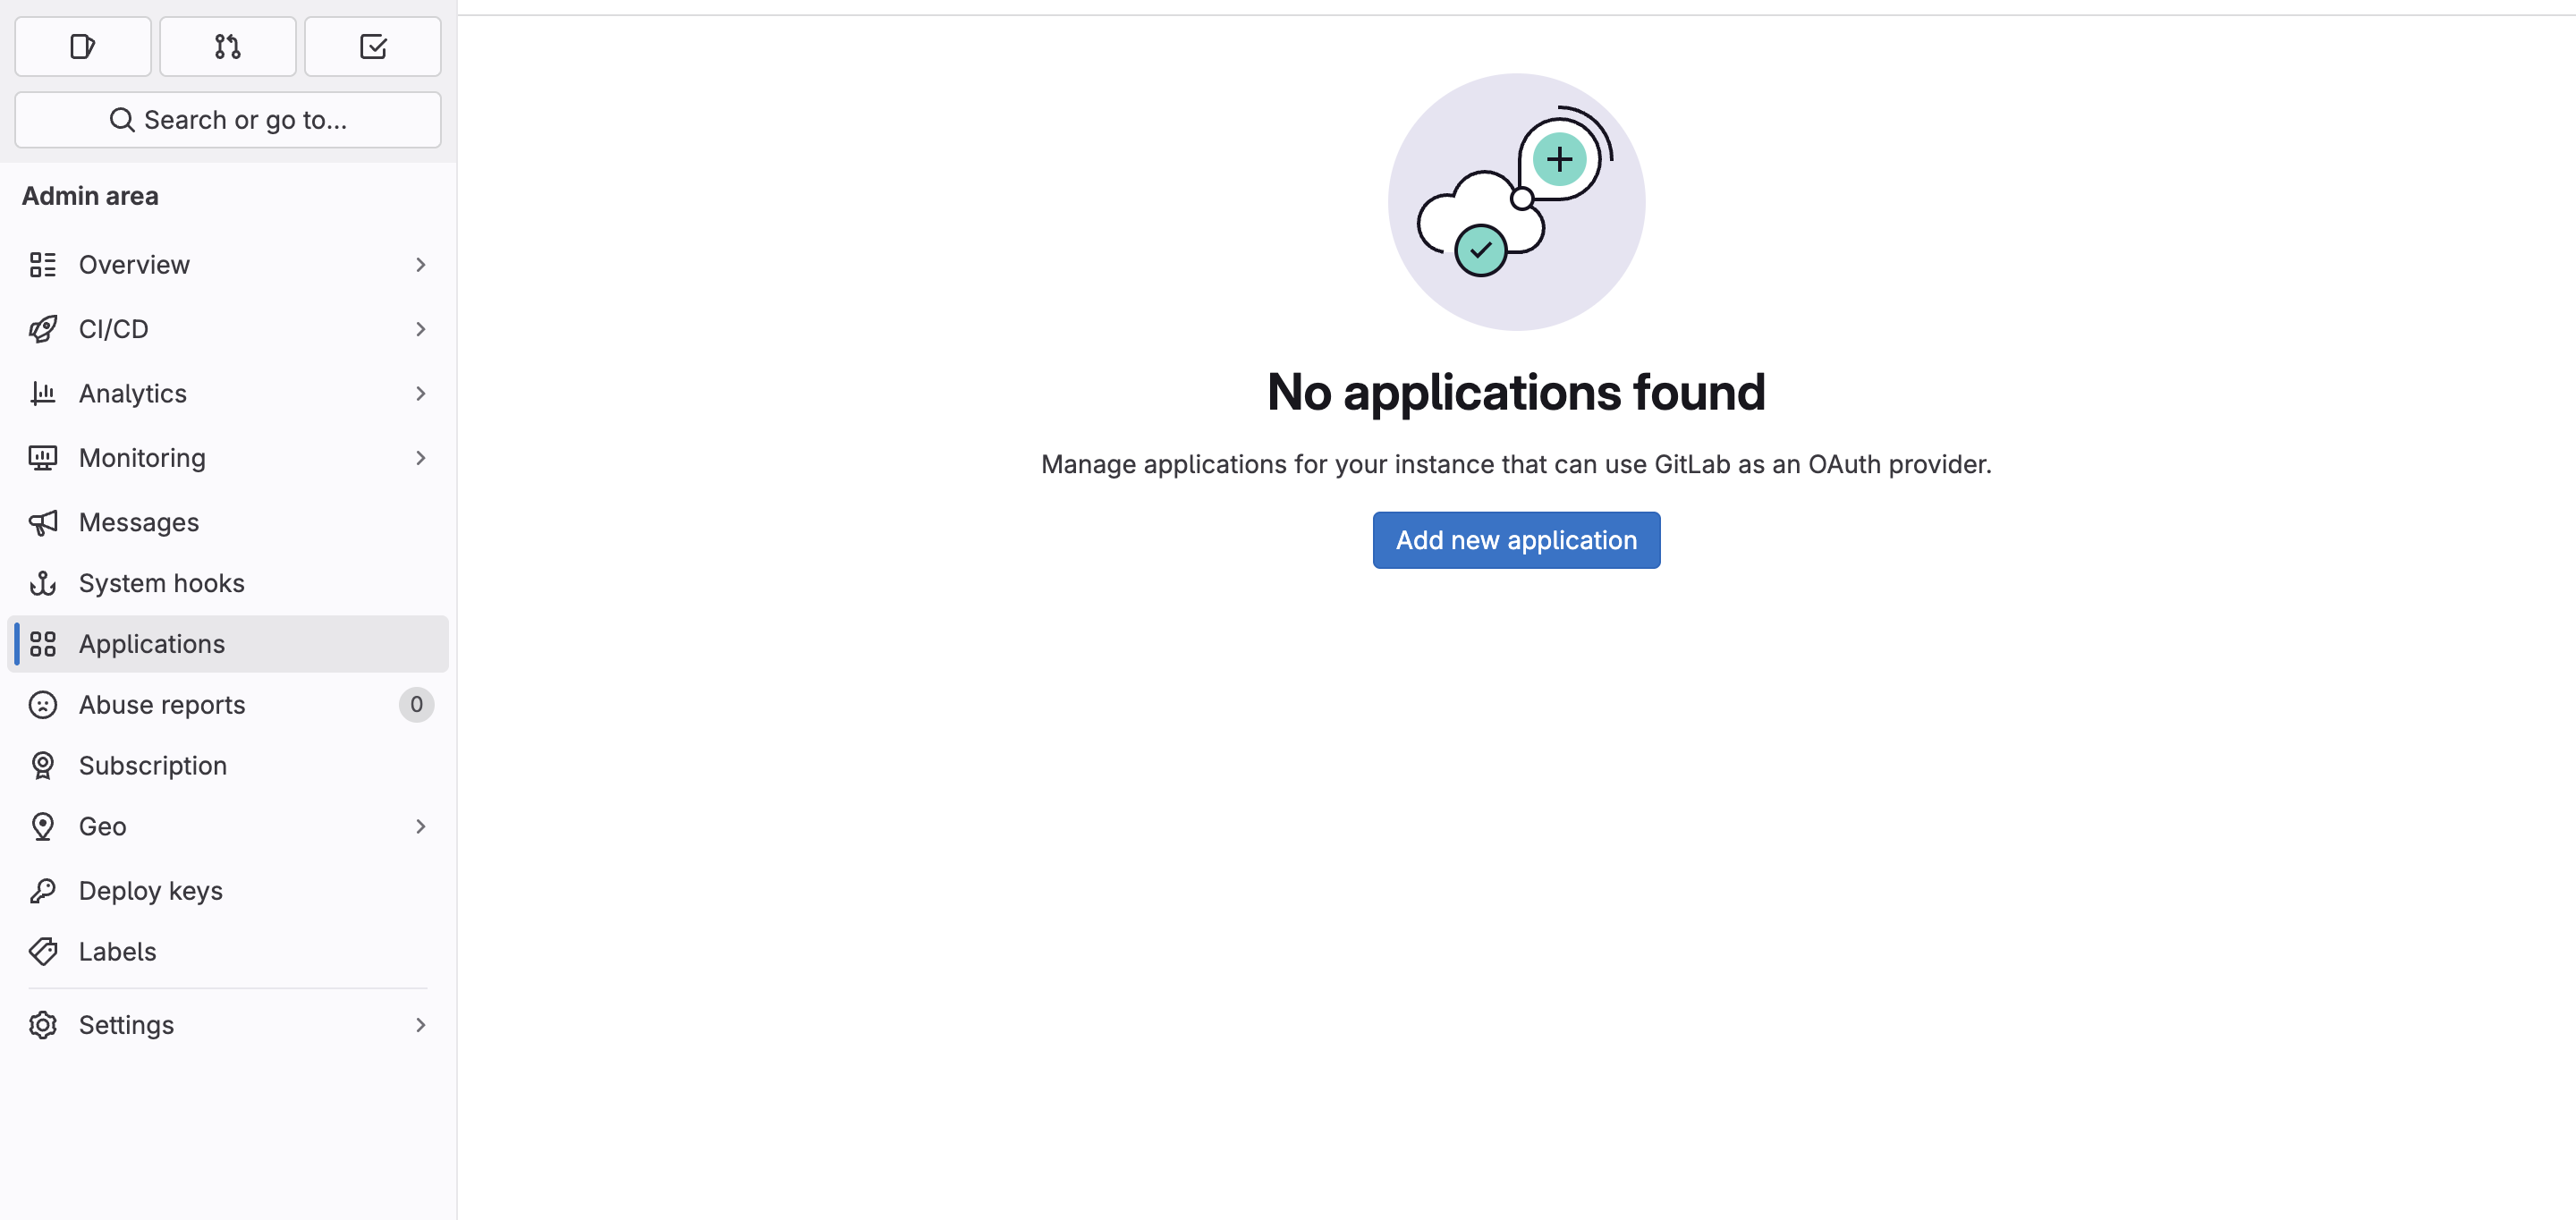 Search or go to...
Admin area
Overview
CI/CD
Analytics
Monitoring
Messages
System hooks
Applications
Abuse reports 0
Subscription
Geo
Deploy keys
Labels
Settings
No applications found
Manage applications for your instance that can use GitLab as an OAuth provider.
Add new application